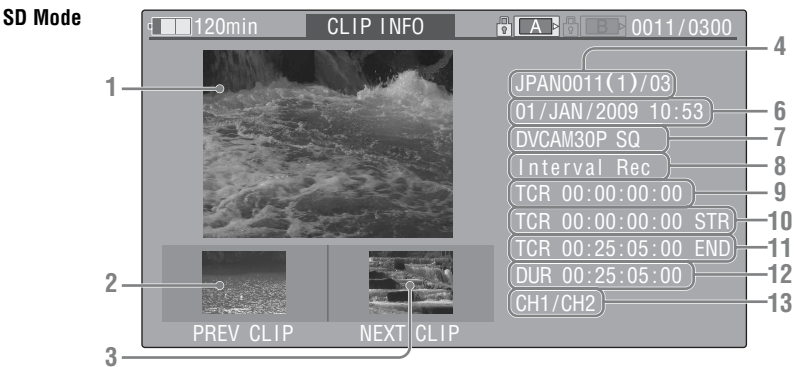 SD Mode
120min CLIP INFO A B 0011/0300
4
1
JPAN0011(1)/03
01/JAN/2009 10:53 6
DVCAM30P SQ 7
Interval Rec 8
TCR 00:00:00:00 9
TCR 00:00:00:00 STR 10
TCR 00:25:05:00 END 11
2
DUR 00:25:05:00 12
CH1/CH2 13
PREV CLIP NEXT CLIP
3